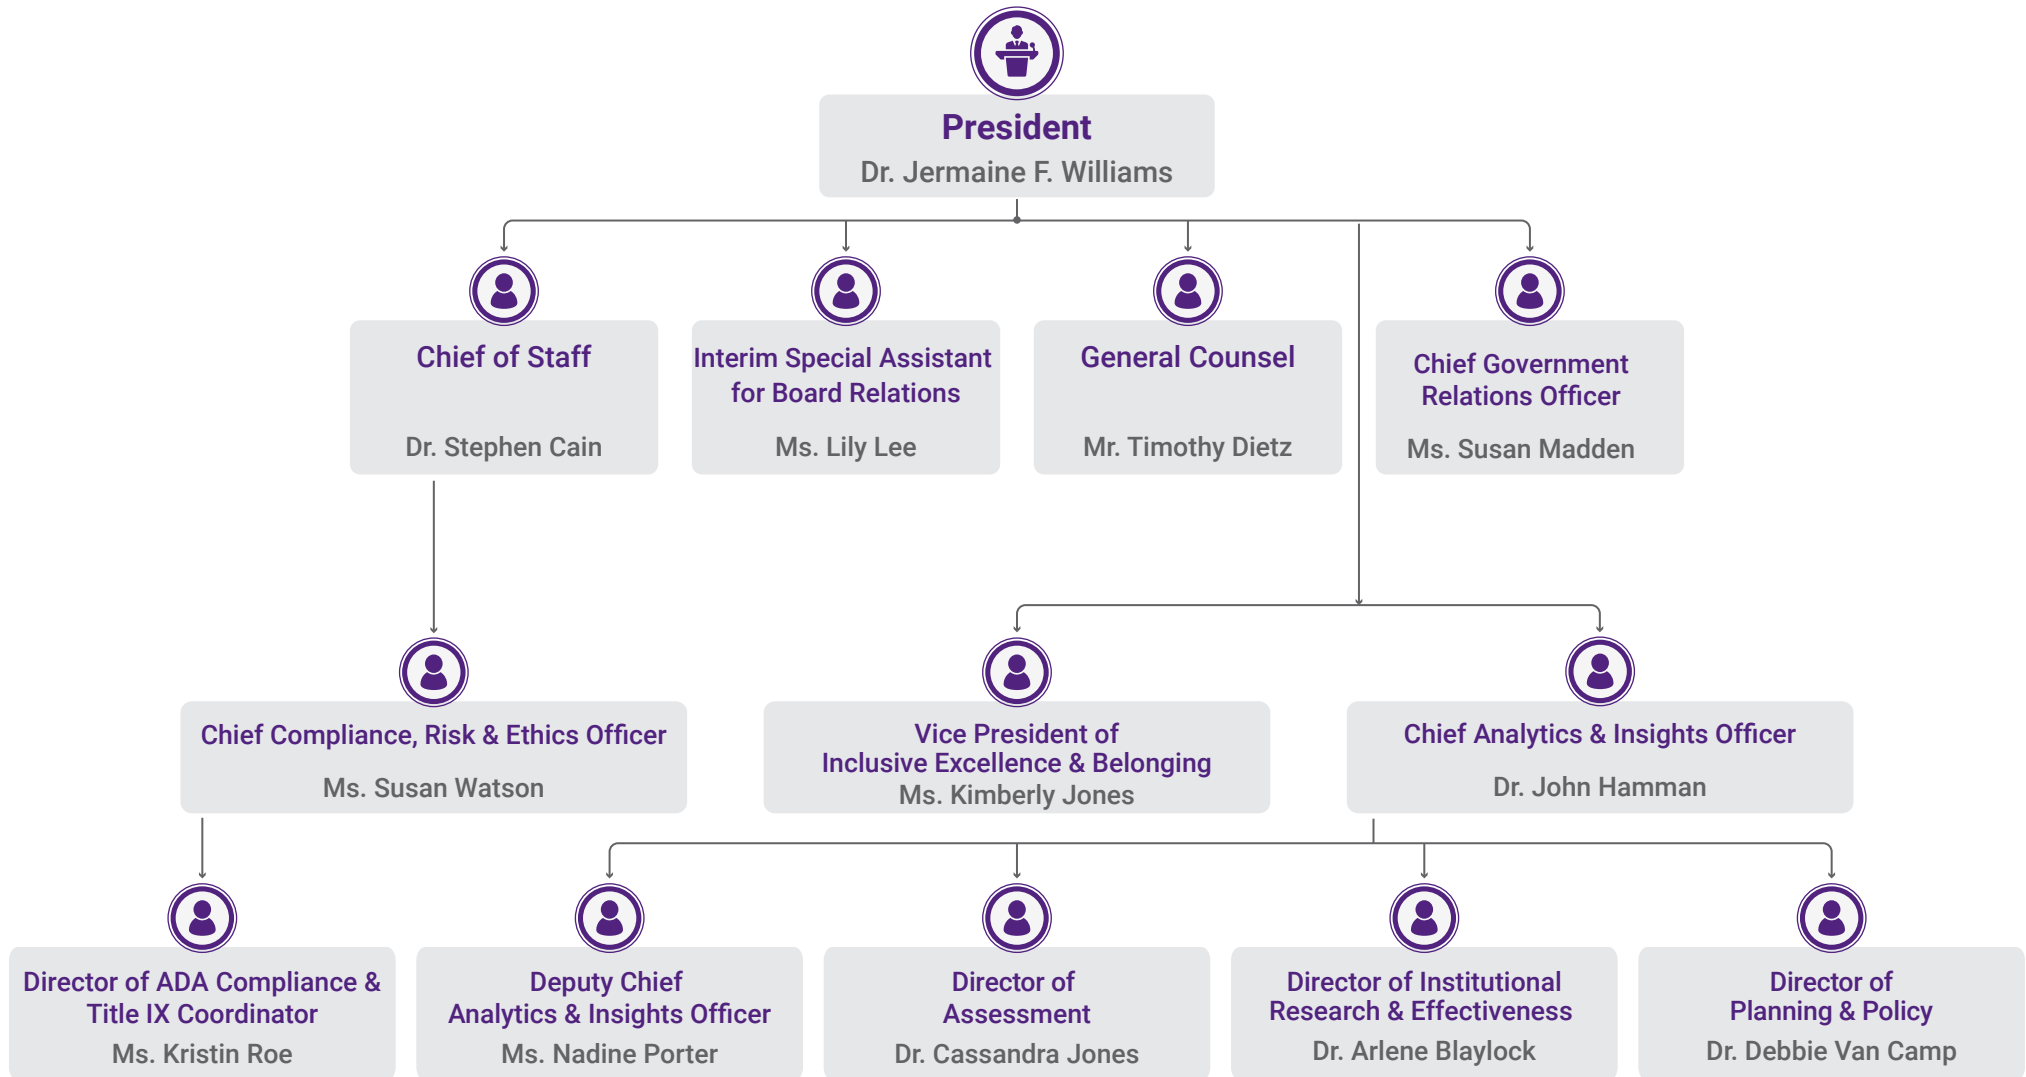 President
Dr. Jermaine F. Williams
Chief of Staff
Dr. Stephen Cain
Interim Special Assistant
for Board Relations
Ms. Lily Lee
General Counsel
Mr. Timothy Dietz
Chief Government
Relations Officer
Ms. Susan Madden
Chief Compliance, Risk & Ethics Officer
Ms. Susan Watson
Vice President of
Inclusive Excellence & Belonging
Ms. Kimberly Jones
Chief Analytics & Insights Officer
Dr. John Hamman
Director of ADA Compliance &
Title IX Coordinator
Ms. Kristin Roe
Deputy Chief
Analytics & Insights Officer
Ms. Nadine Porter
Director of
Assessment
Dr. Cassandra Jones
Director of Institutional
Research & Effectiveness
Dr. Arlene Blaylock
Director of
Planning & Policy
Dr. Debbie Van Camp